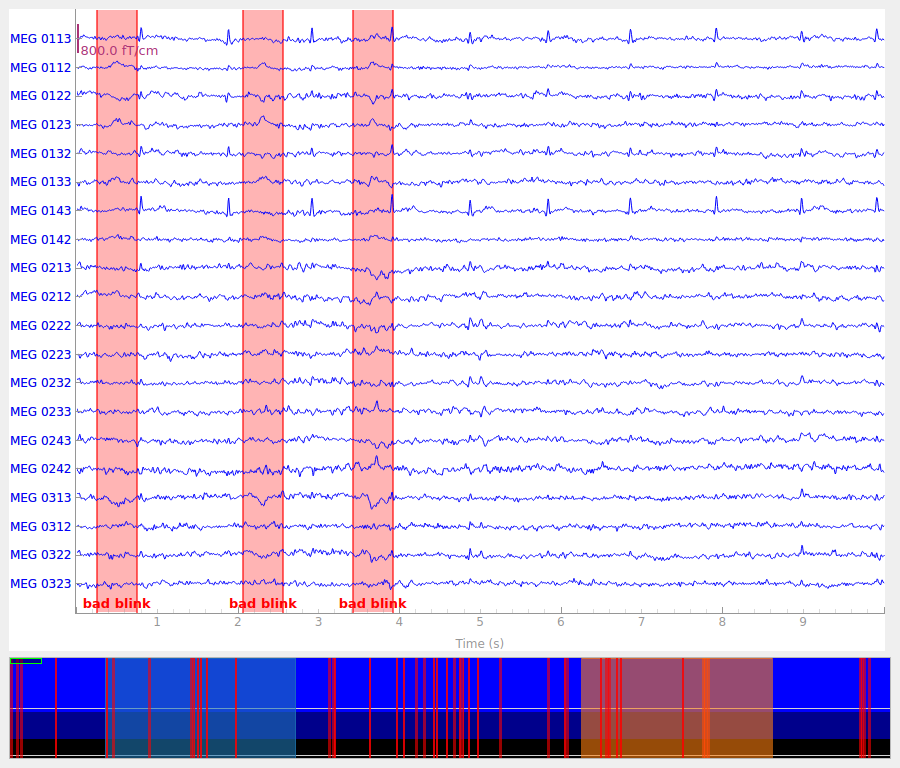 MEG 0113
800.0 fT/cm
MEG 0112
MEG 0122
MEG 0123
MEG 0132
MEG 0133
MEG 0143
MEG 0142
MEG 0213
MEG 0212
MEG 0222
MEG 0223
MEG 0232
MEG 0233
MEG 0243
MEG 0242
MEG 0313
MEG 0312
MEG 0322
MEG 0323
bad blink bad blink bad blink
1 2 3 4 5 6 7 8 9
Time (s)